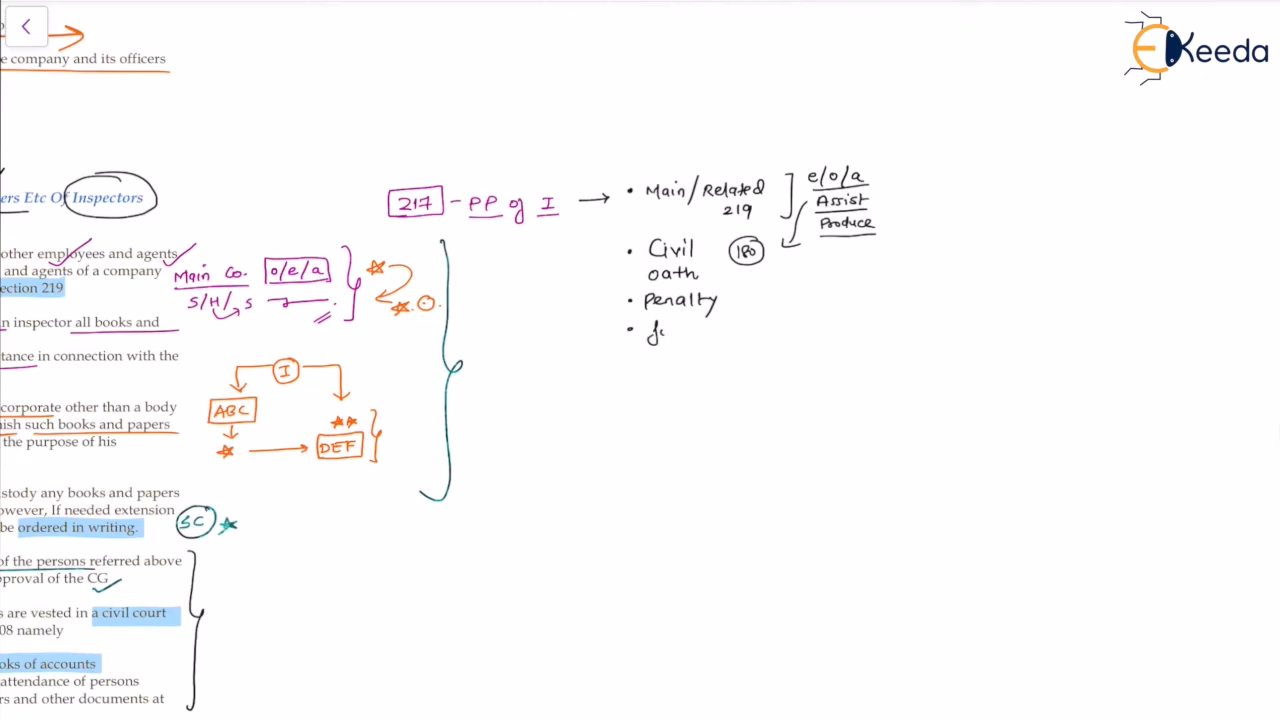 e company and its officers
EKeeda
ers Etc Of Inspectors
other employees and agents
and agents of a company
ection 219
n inspector all books and
tance in connection with the
corporate other than a body
nish such books and papers
the purpose of his
stody any books and papers
owever, If needed extension
be ordered in writing.
of the persons referred above
pproval of the CG
s are vested in a civil court
08 namely
oks of accounts
attendance of persons
rs and other documents at
Main Co. o/e/a
S/H/S
I
ABC
DEF
SC
217 - PP of I →
• Main/Related
219
e/o/a
Assist
Produce
• Civil 180
oath
• Penalty